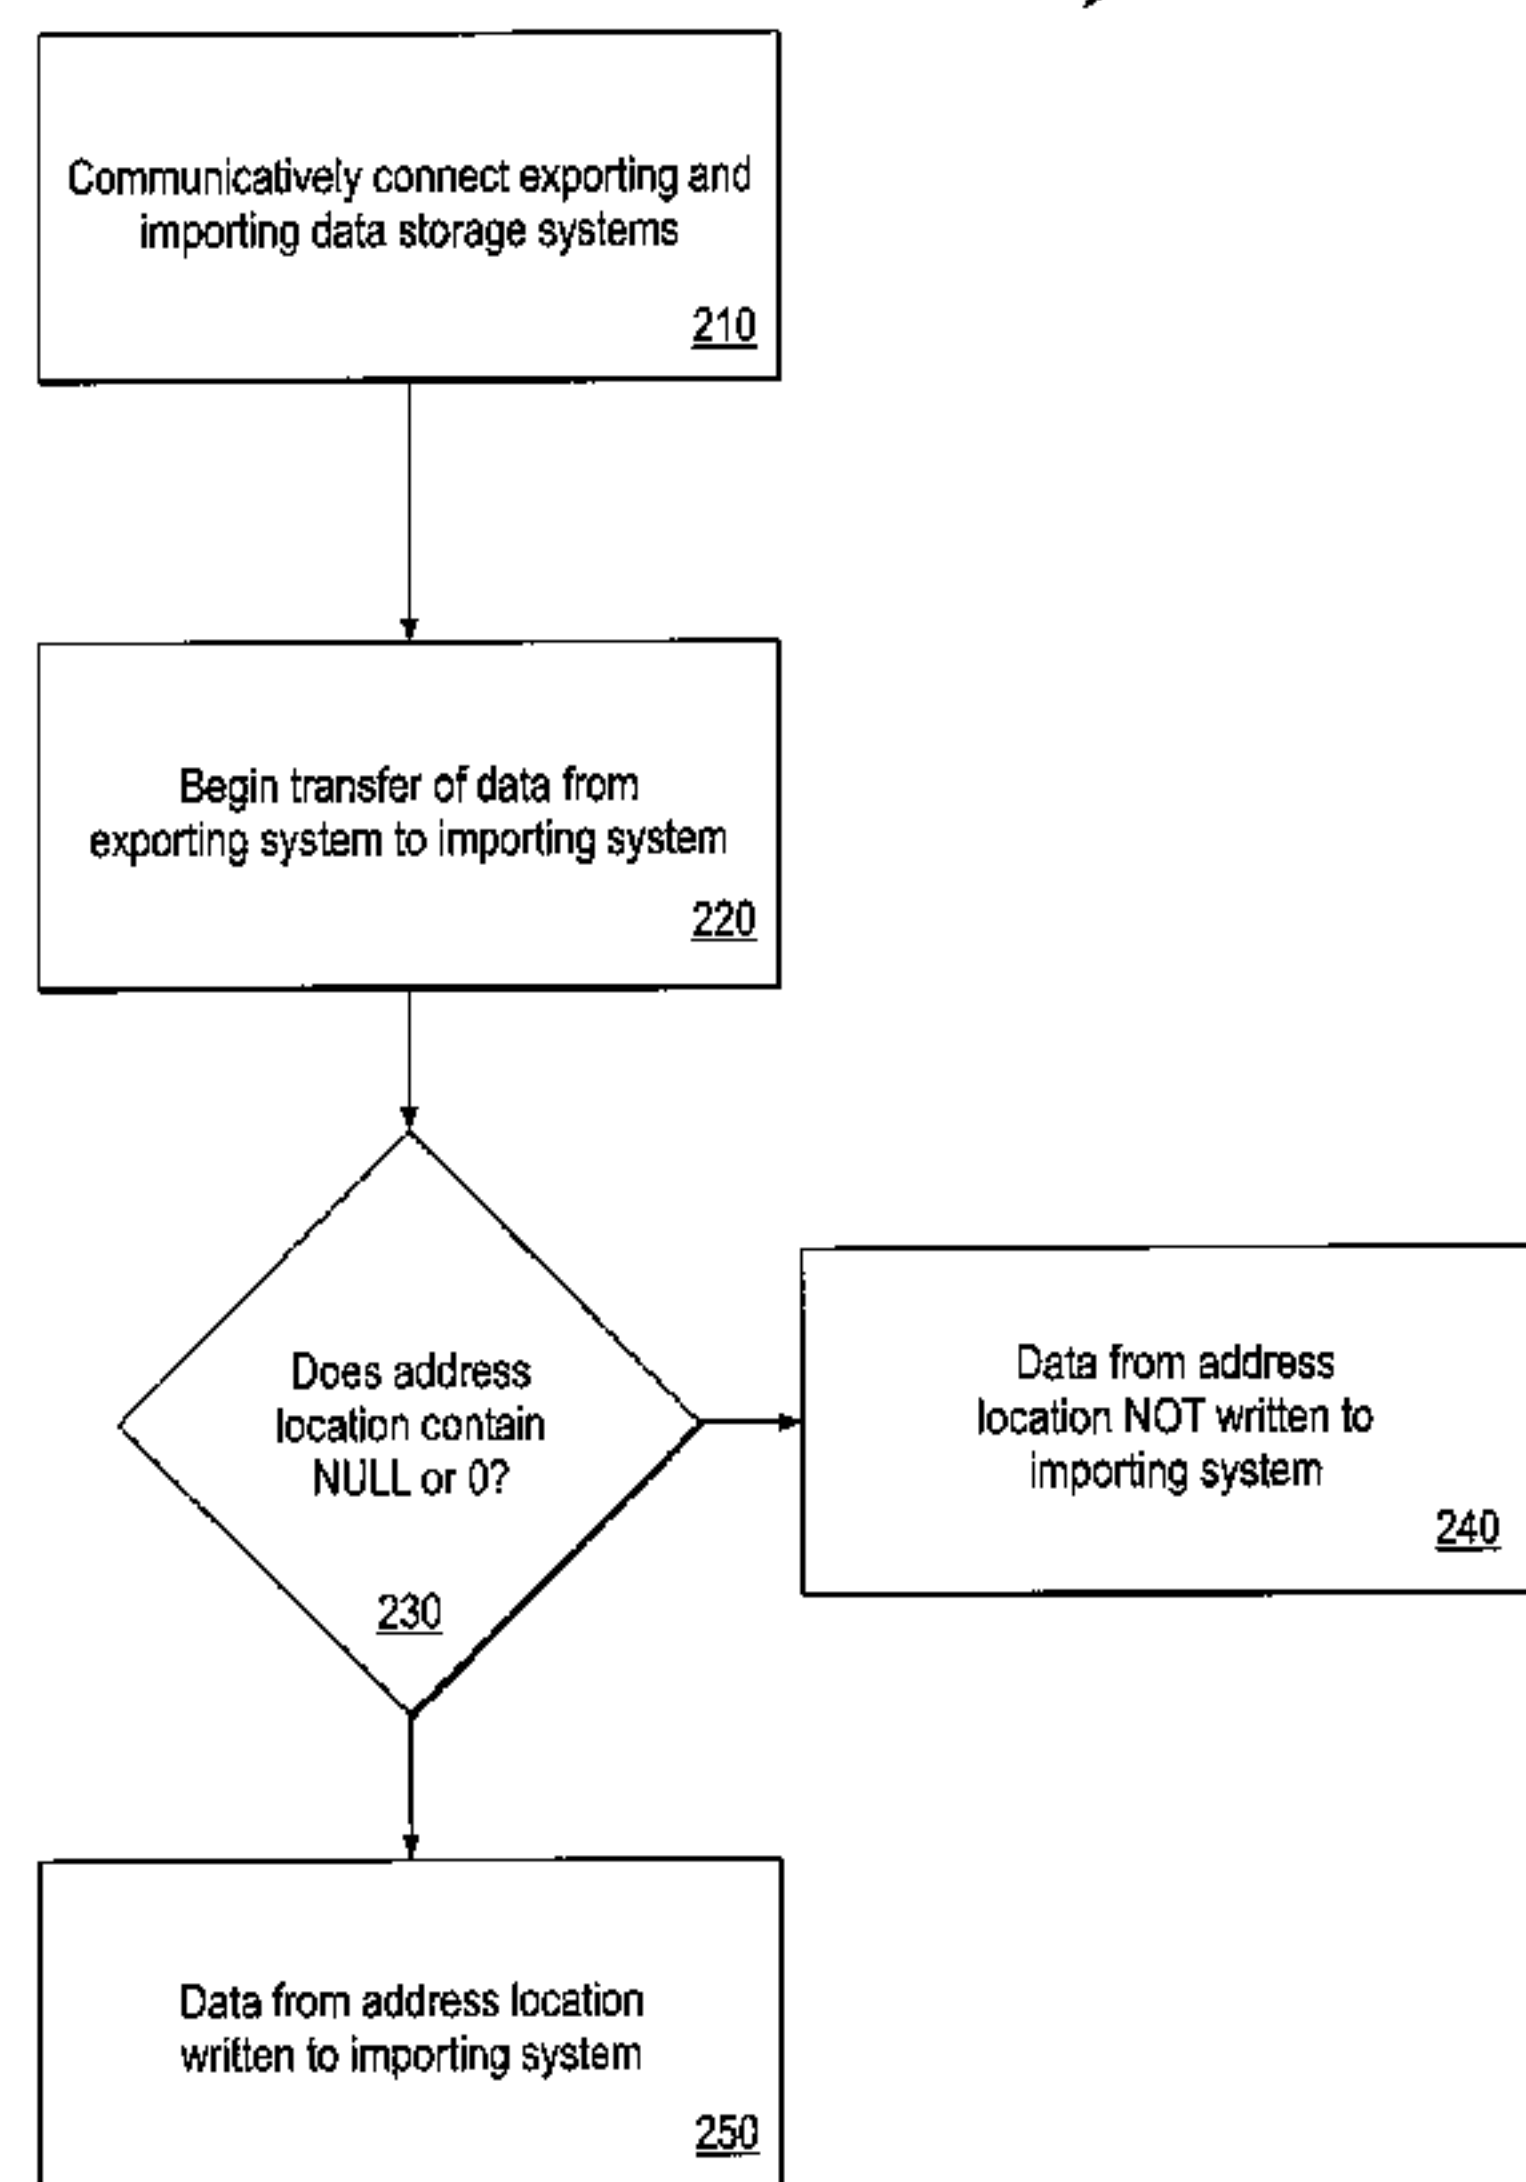 Communicatively connect exporting and
importing data storage systems
210
Begin transfer of data from
exporting system to importing system
220
Does address
location contain
NULL or 0?
230
Data from address
location NOT written to
importing system
240
Data from address location
written to importing system
250